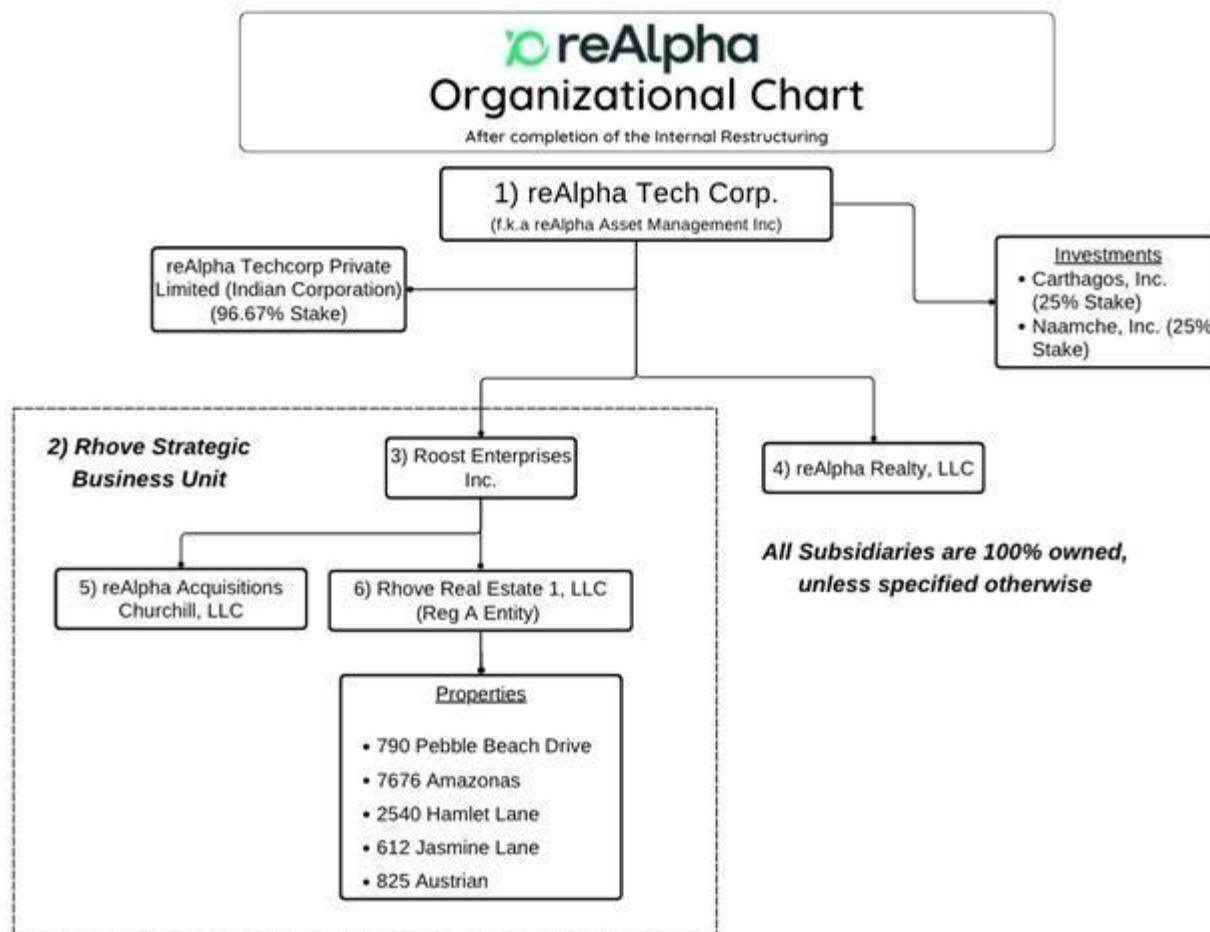 reAlpha
Organizational Chart
After completion of the Internal Restructuring
1) reAlpha Tech Corp.
(f.k.a reAlpha Asset Management Inc)
reAlpha Techcorp Private
Limited (Indian Corporation)
(96.67% Stake)
Investments
• Carthagos, Inc.
(25% Stake)
• Naamche, Inc. (25%
Stake)
2) Rhove Strategic
Business Unit
3) Roost Enterprises
Inc.
4) reAlpha Realty, LLC
All Subsidiaries are 100% owned,
unless specified otherwise
5) reAlpha Acquisitions
Churchill, LLC
6) Rhove Real Estate 1, LLC
(Reg A Entity)
Properties
• 790 Pebble Beach Drive
• 7676 Amazonas
• 2540 Hamlet Lane
• 612 Jasmine Lane
• 825 Austrian